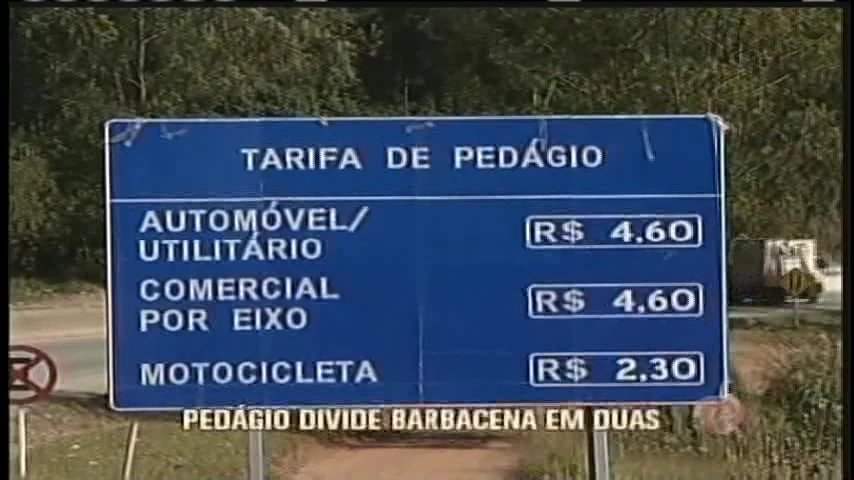 TARIFA DE PEDÁGIO
AUTOMÓVEL/
UTILITÁRIO
R$ 4.60
COMERCIAL
POR EIXO
R$ 4.60
MOTOCICLETA
R$ 2.30
PEDÁGIO DIVIDE BARBACENA EM DUAS